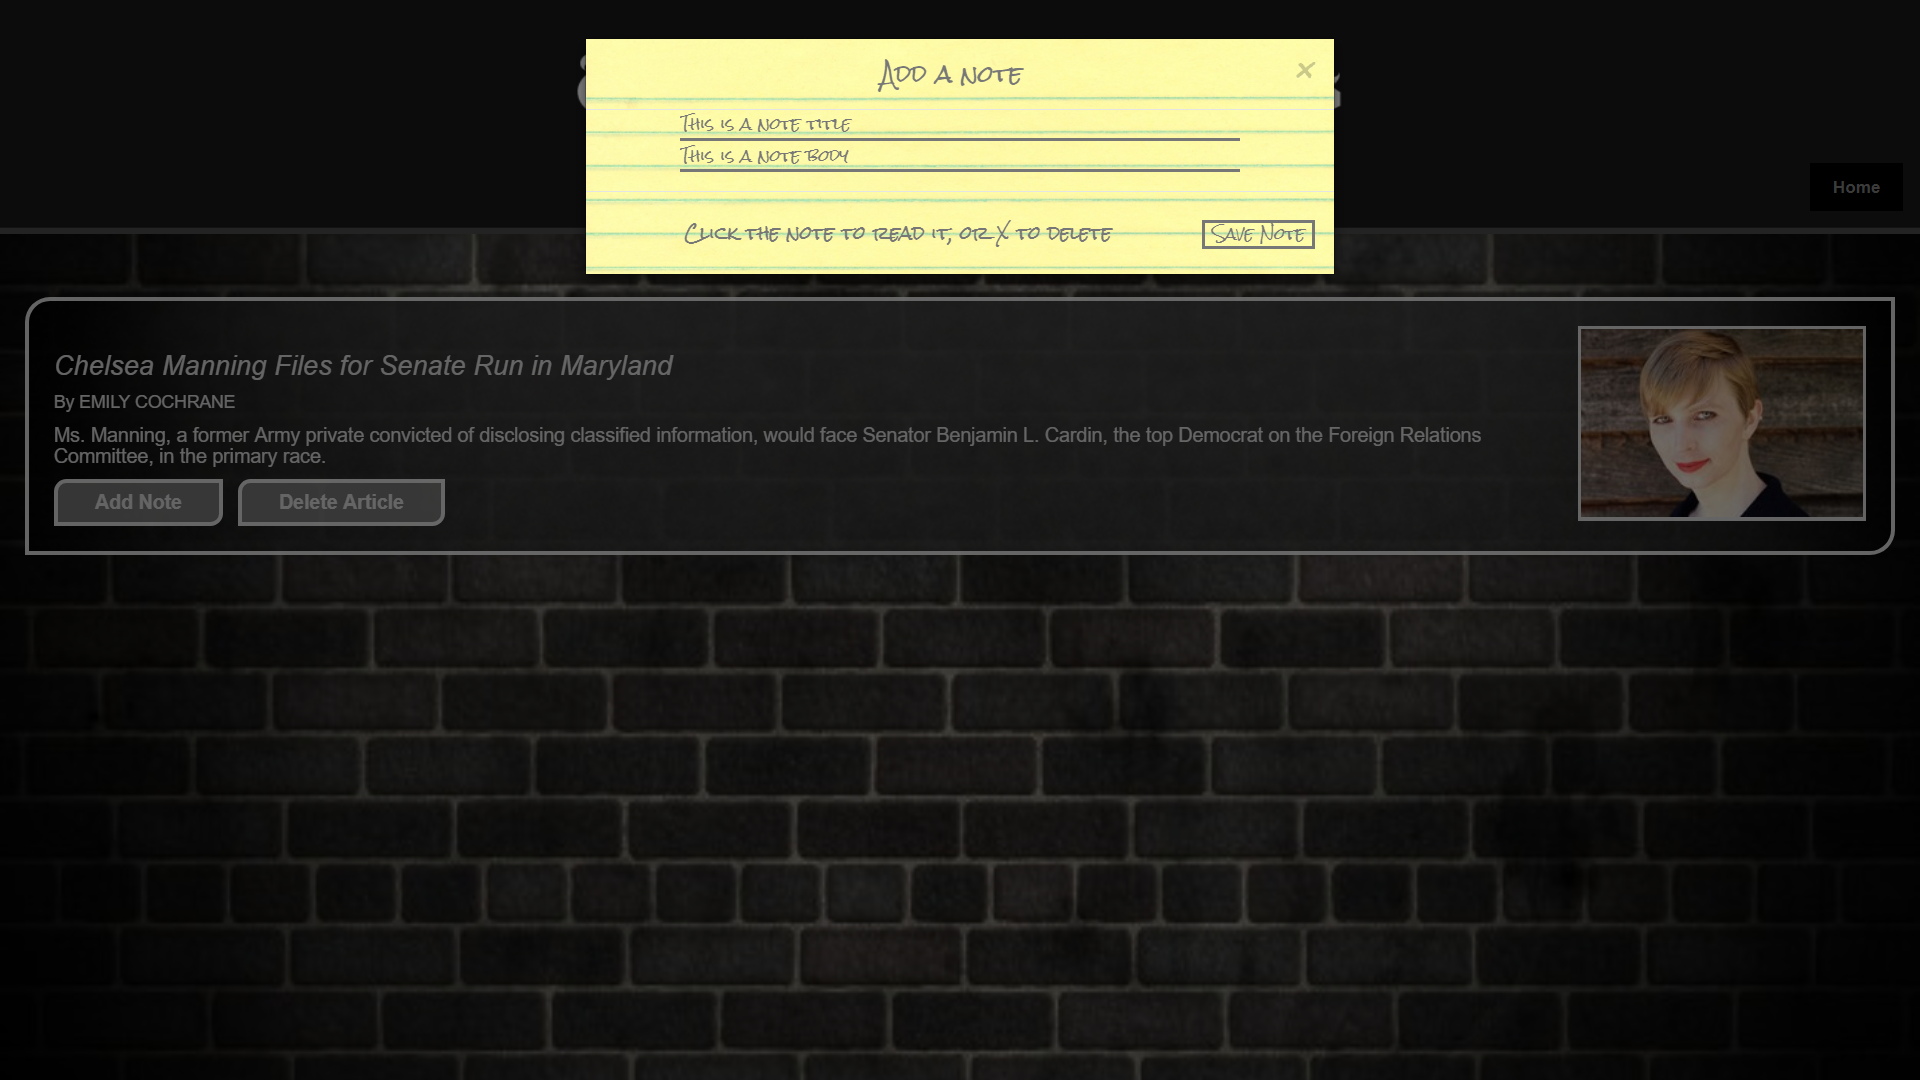 Add a note
×
This is a note title
This is a note body
Click the note to read it, or X to delete
Save Note
Home
Chelsea Manning Files for Senate Run in Maryland
By EMILY COCHRANE
Ms. Manning, a former Army private convicted of disclosing classified information, would face Senator Benjamin L. Cardin, the top Democrat on the Foreign Relations
Committee, in the primary race.
Add Note
Delete Article